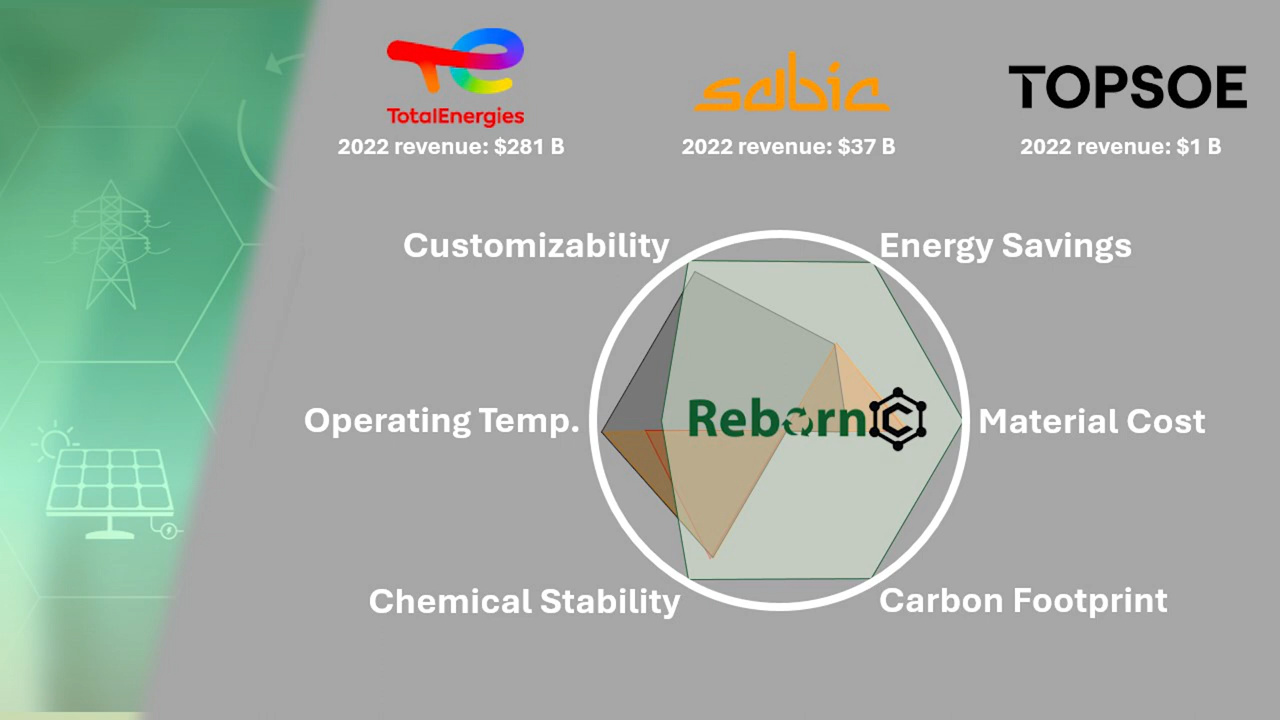 TotalEnergies
2022 revenue: $281 B
sabic
2022 revenue: $37 B
TOPSOE
2022 revenue: $1 B
Customizability
Energy Savings
Operating Temp.
RebornC
Material Cost
Chemical Stability
Carbon Footprint